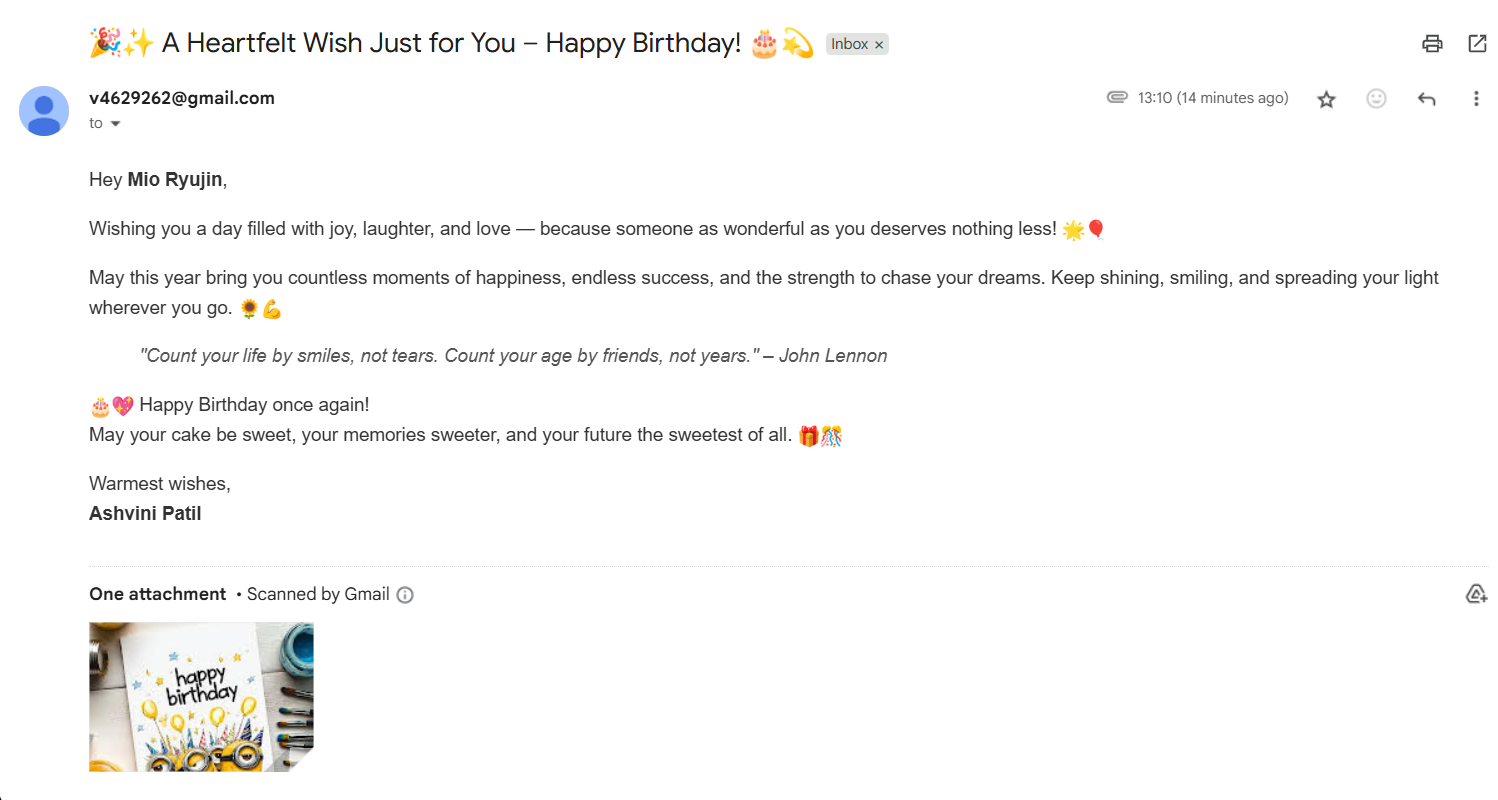 🎉✨ A Heartfelt Wish Just for You – Happy Birthday! 🎂💫 Inbox ×
v4629262@gmail.com
13:10 (14 minutes ago)
to
Hey Mio Ryujin,
Wishing you a day filled with joy, laughter, and love — because someone as wonderful as you deserves nothing less! 🌟🎈
May this year bring you countless moments of happiness, endless success, and the strength to chase your dreams. Keep shining, smiling, and spreading your light
wherever you go. 🌻💪
"Count your life by smiles, not tears. Count your age by friends, not years." – John Lennon
🎂💖 Happy Birthday once again!
May your cake be sweet, your memories sweeter, and your future the sweetest of all. 🎁🎊
Warmest wishes,
Ashvini Patil
One attachment • Scanned by Gmail
happy
birthday